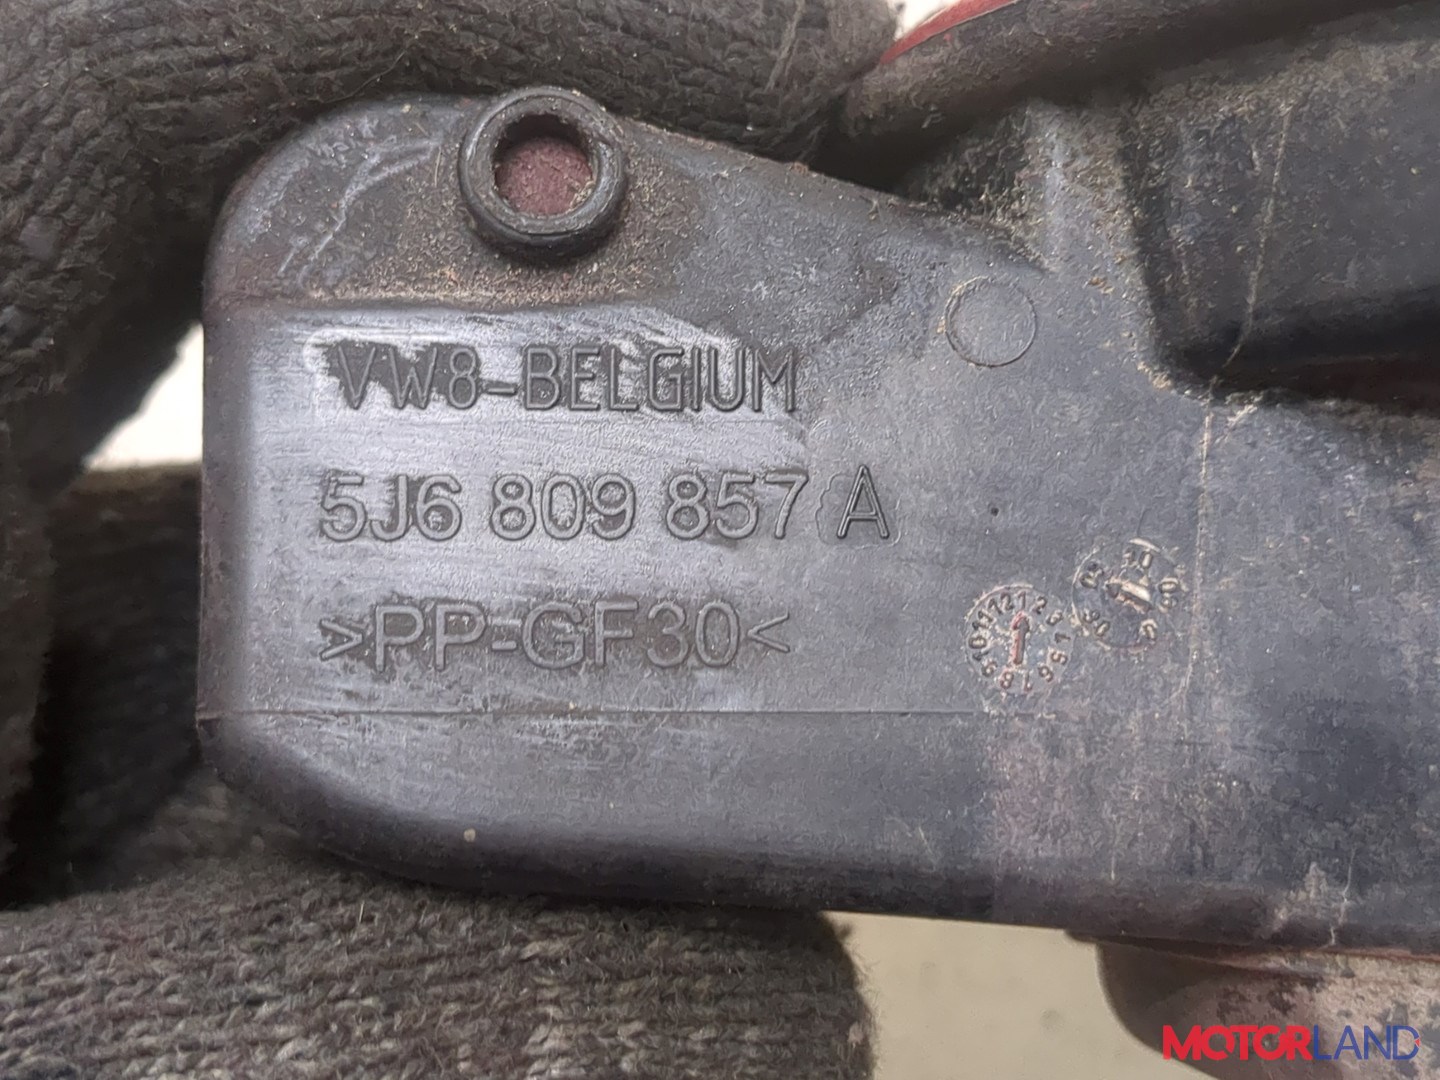 VW8-BELGIUM
5J6 809 857 A
>PP-GF30<
MOTORLAND